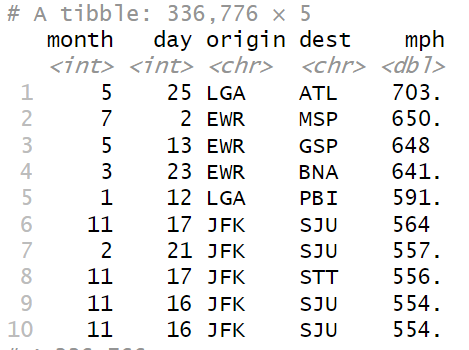 # A tibble: 336,776 × 5
month day origin dest mph
<int> <int> <chr> <chr> <dbl>
1 5 25 LGA ATL 703.
2 7 2 EWR MSP 650.
3 5 13 EWR GSP 648
4 3 23 EWR BNA 641.
5 1 12 LGA PBI 591.
6 11 17 JFK SJU 564
7 2 21 JFK SJU 557.
8 11 17 JFK STT 556.
9 11 16 JFK SJU 554.
10 11 16 JFK SJU 554.